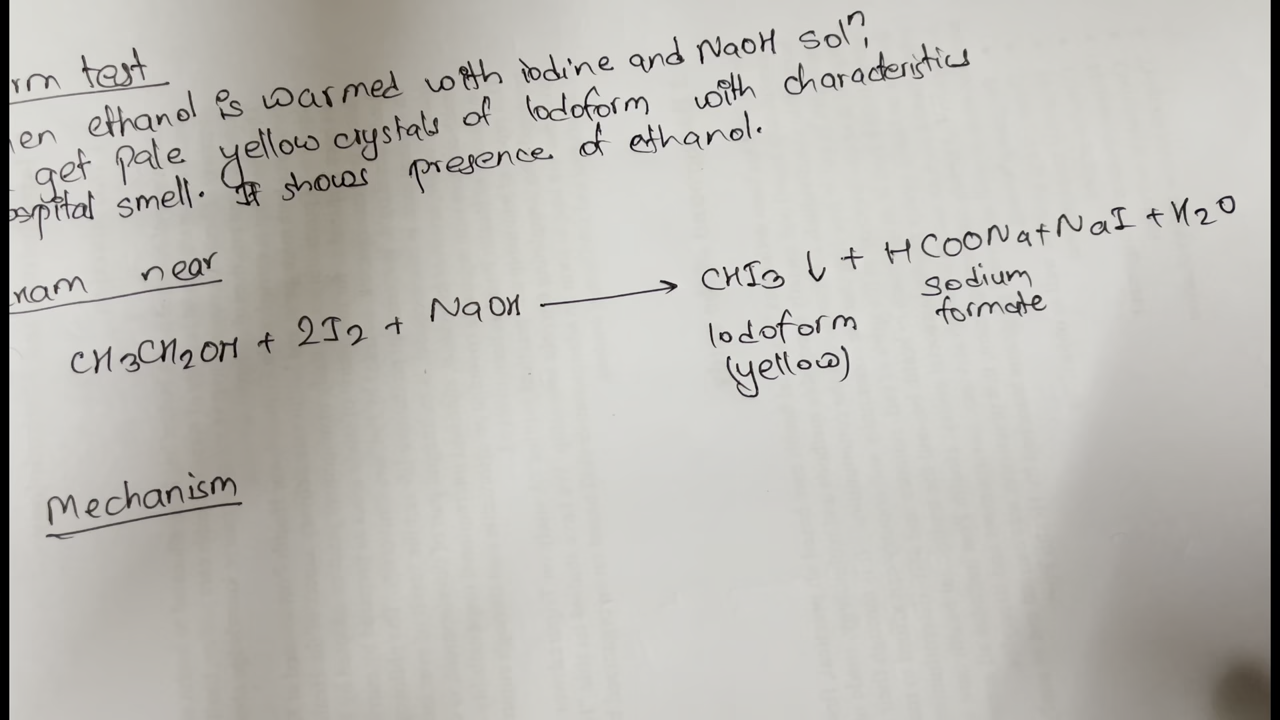 rm test
en ethanol is warmed with iodine and NaOH solⁿ,
get pale yellow crystals of Iodoform with characteristics
ospital smell. It shows presence of ethanol.
nam near
CH3CH2OH + 2I2 + NaOH ⟶ CHI3 ↓ + HCOONa + NaI + H2O
Iodoform sodium
(yellow) formate
Mechanism